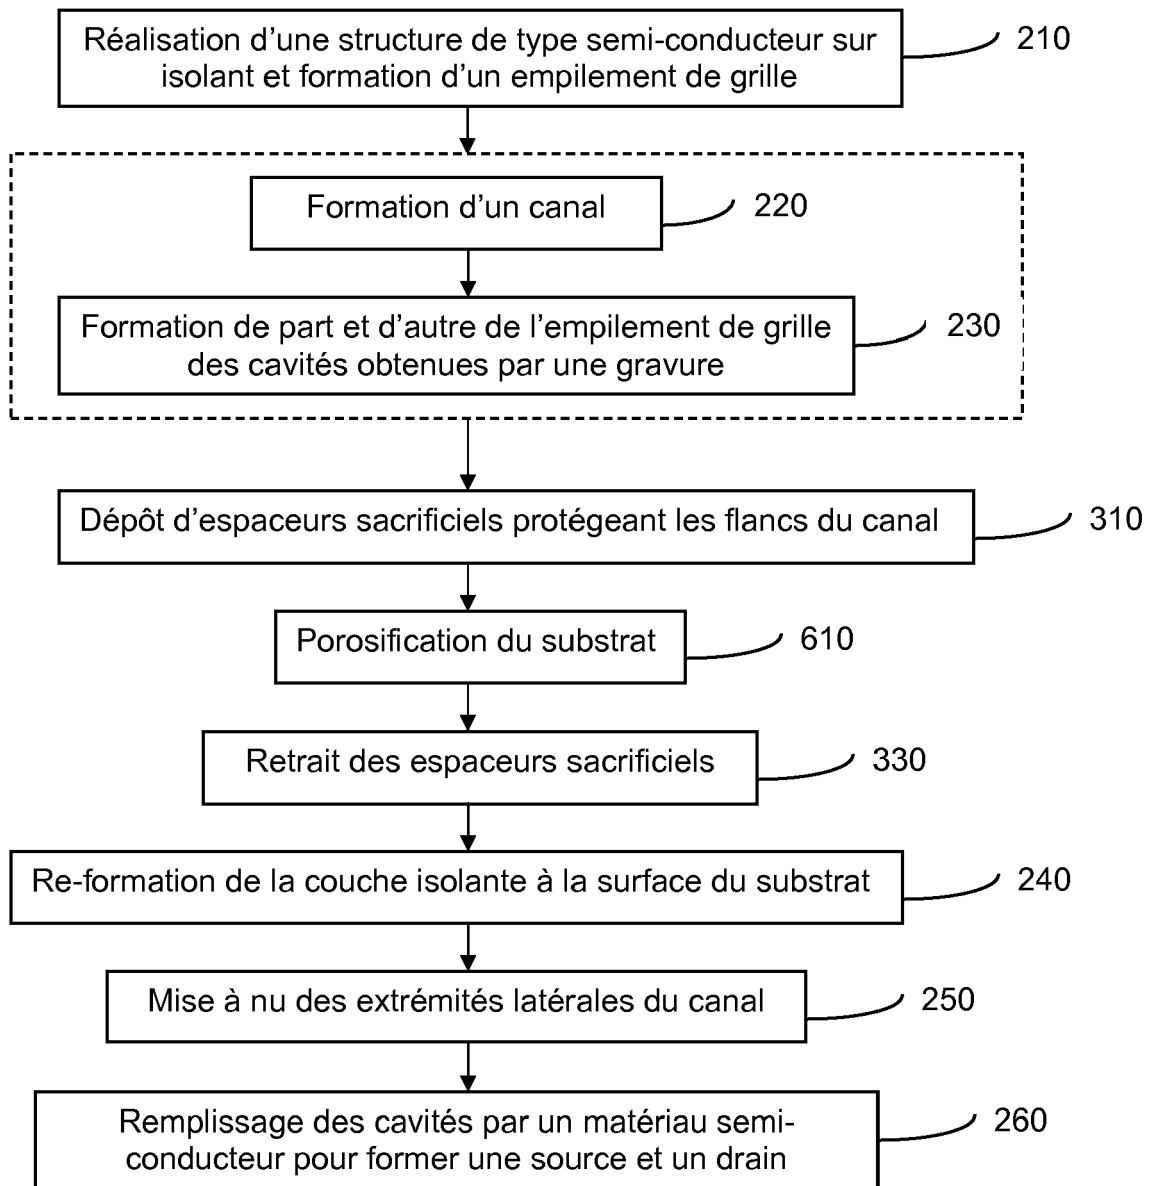 Réalisation d'une structure de type semi-conducteur sur
isolant et formation d'un empilement de grille
210
Formation d'un canal
220
Formation de part et d'autre de l'empilement de grille
des cavités obtenues par une gravure
230
Dépôt d'espaceurs sacrificiels protégeant les flancs du canal
310
Porosification du substrat
610
Retrait des espaceurs sacrificiels
330
Re-formation de la couche isolante à la surface du substrat
240
Mise à nu des extrémités latérales du canal
250
Remplissage des cavités par un matériau semi-
conducteur pour former une source et un drain
260